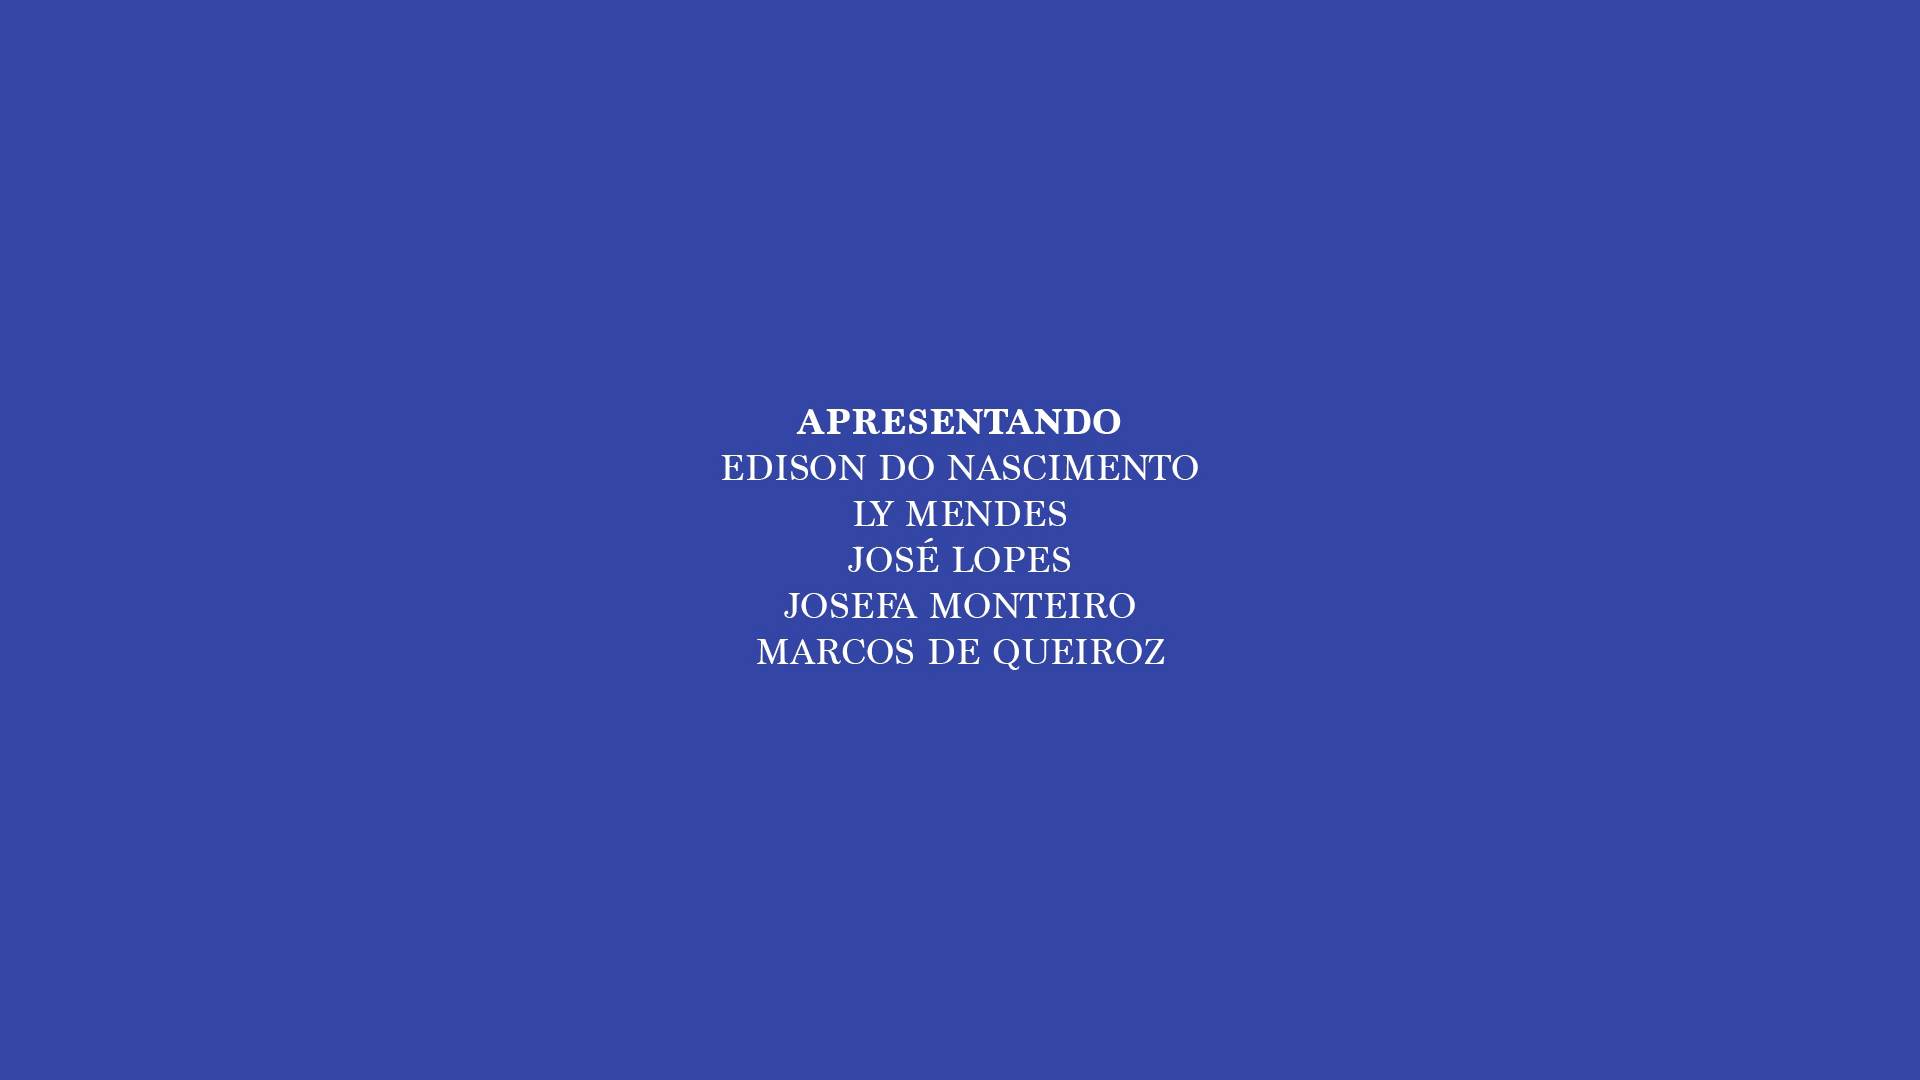 APRESENTANDO
EDISON DO NASCIMENTO
LY MENDES
JOSÉ LOPES
JOSEFA MONTEIRO
MARCOS DE QUEIROZ